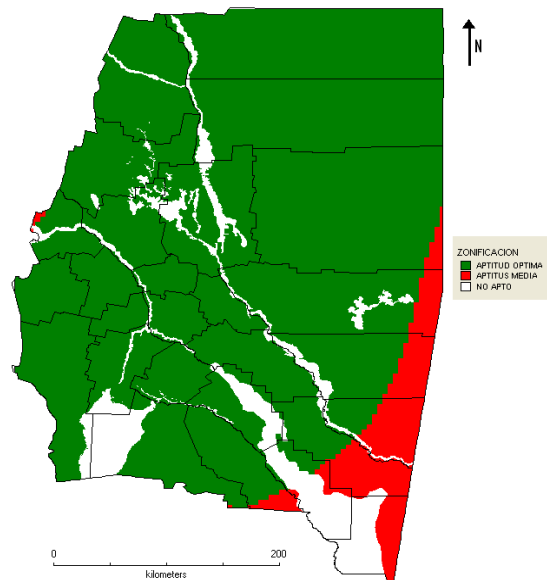 N
ZONIFICACION
APTITUD OPTIMA
APTITUS MEDIA
NO APTO
0 200
kilometers